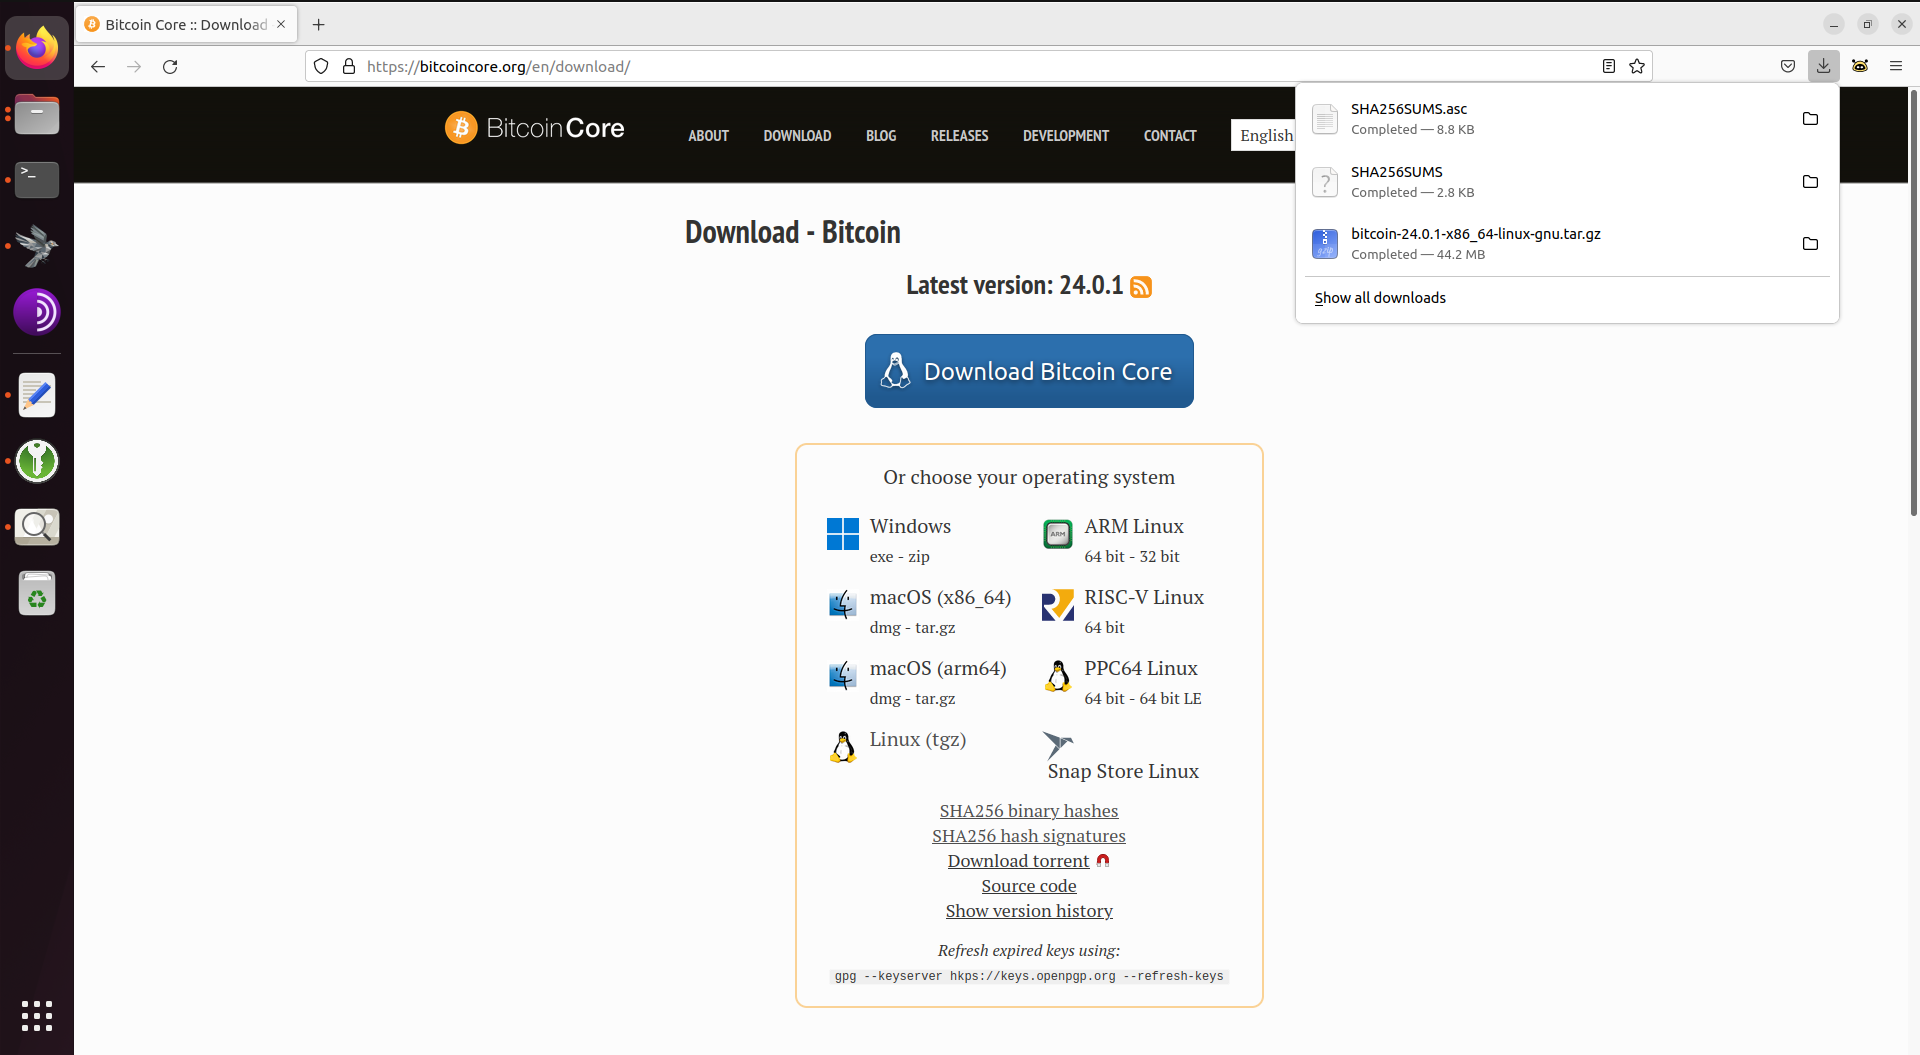 Bitcoin Core :: Download
https://bitcoincore.org/en/download/
BitcoinCore
ABOUT
DOWNLOAD
BLOG
RELEASES
DEVELOPMENT
CONTACT
English
SHA256SUMS.asc
Completed — 8.8 KB
SHA256SUMS
Completed — 2.8 KB
bitcoin-24.0.1-x86_64-linux-gnu.tar.gz
Completed — 44.2 MB
Show all downloads
Download - Bitcoin
Latest version: 24.0.1
Download Bitcoin Core
Or choose your operating system
Windows
exe - zip
ARM
ARM Linux
64 bit - 32 bit
macOS (x86_64)
dmg - tar.gz
RISC-V Linux
64 bit
macOS (arm64)
dmg - tar.gz
PPC64 Linux
64 bit - 64 bit LE
Linux (tgz)
Snap Store Linux
SHA256 binary hashes
SHA256 hash signatures
Download torrent
Source code
Show version history
Refresh expired keys using:
gpg --keyserver hkps://keys.openpgp.org --refresh-keys